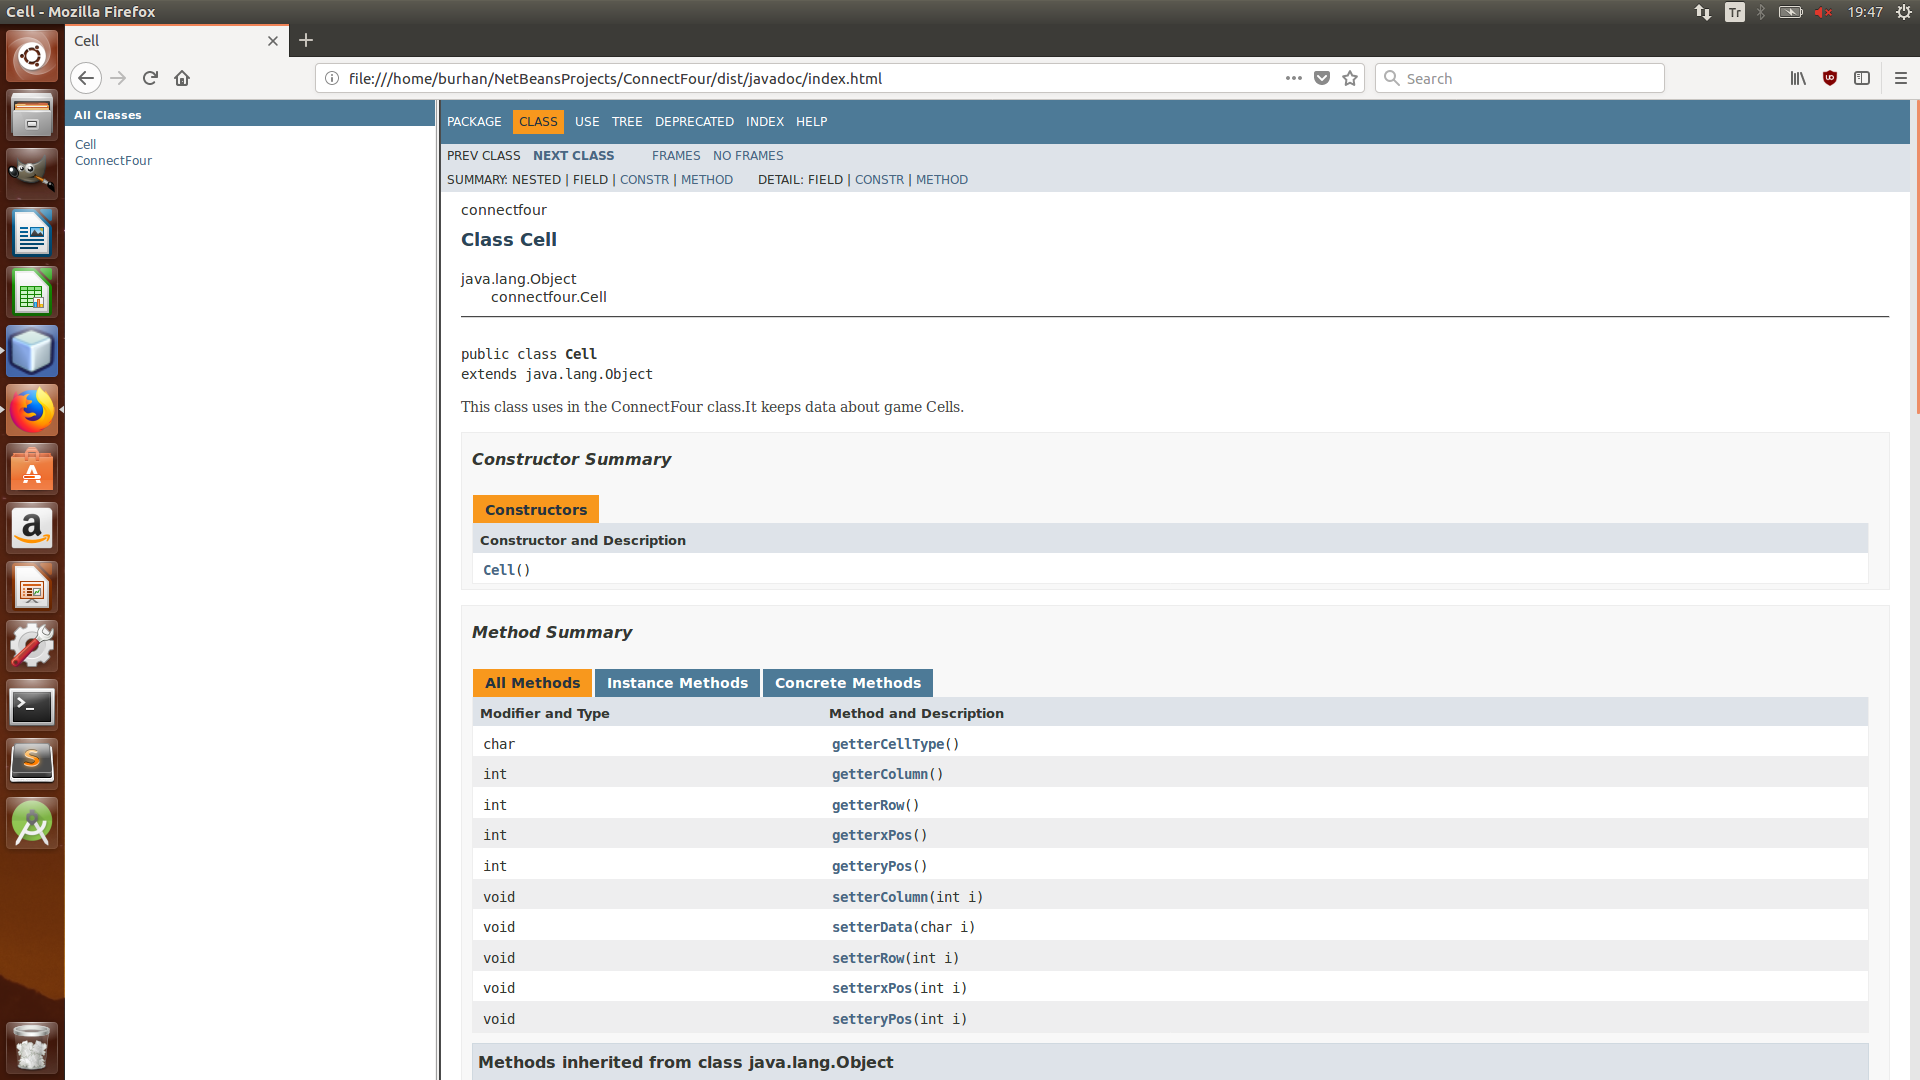 Cell - Mozilla Firefox
Tr
19:47
Cell
file:///home/burhan/NetBeansProjects/ConnectFour/dist/javadoc/index.html
Search
All Classes
Cell
ConnectFour
PACKAGE CLASS USE TREE DEPRECATED INDEX HELP
PREV CLASS NEXT CLASS FRAMES NO FRAMES
SUMMARY: NESTED | FIELD | CONSTR | METHOD DETAIL: FIELD | CONSTR | METHOD
connectfour
Class Cell
java.lang.Object
connectfour.Cell
public class Cell
extends java.lang.Object
This class uses in the ConnectFour class.It keeps data about game Cells.
Constructor Summary
Constructors
Constructor and Description
Cell()
Method Summary
All Methods Instance Methods Concrete Methods
Modifier and Type Method and Description
char getterCellType()
int getterColumn()
int getterRow()
int getterxPos()
int getteryPos()
void setterColumn(int i)
void setterData(char i)
void setterRow(int i)
void setterxPos(int i)
void setteryPos(int i)
Methods inherited from class java.lang.Object